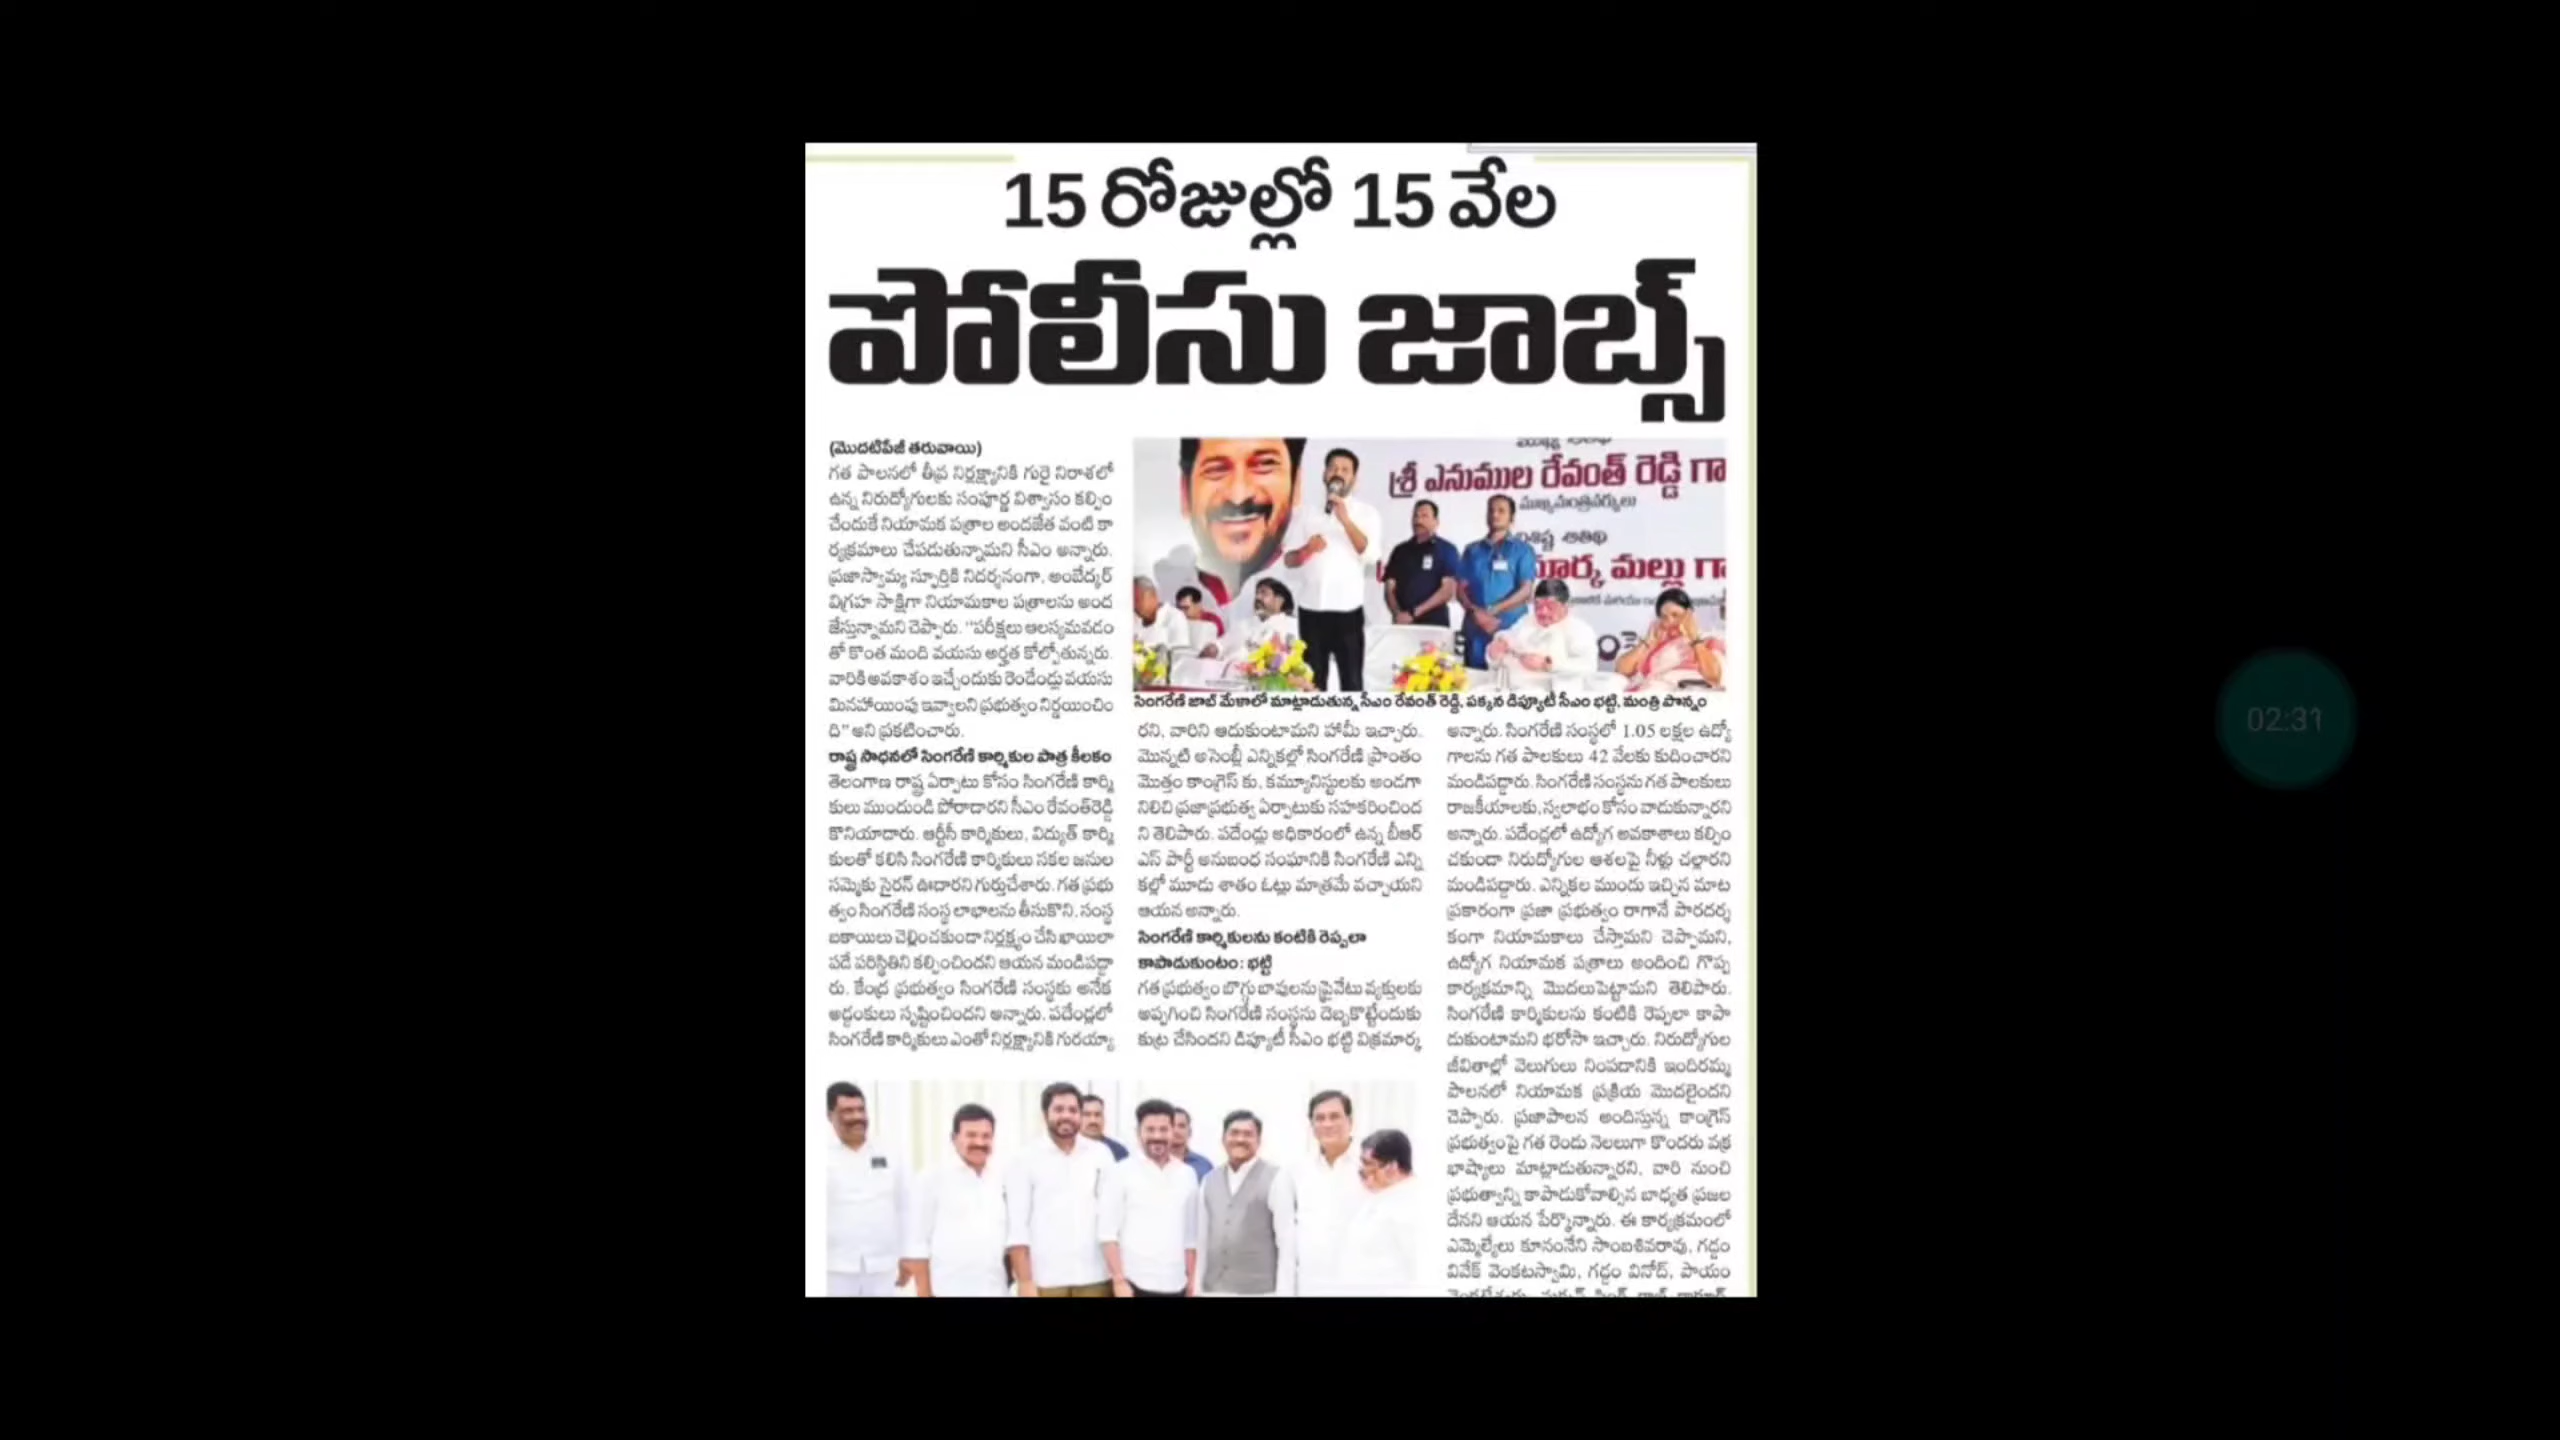 15 రోజుల్లో 15 వేల
పోలీసు జాబ్స్
(మొదటిపేజీ తరువాయి)
గత పాలనలో తీవ్ర నిర్లక్ష్యానికి గురై నిరాశలో
ఉన్న నిరుద్యోగులకు సంపూర్ణ విశ్వాసం కల్పిం
చేందుకే నియామక పత్రాల అందజేత వంటి కా
ర్యక్రమాలు చేపడుతున్నామని సీఎం అన్నారు.
ప్రజాస్వామ్య స్ఫూర్తికి నిదర్శనంగా, అంబేద్కర్
విగ్రహ సాక్షిగా నియామకాల పత్రాలను అంద
జేస్తున్నామని చెప్పారు. ''పరీక్షలు ఆలస్యమవడం
తో కొంత మంది వయసు అర్హత కోల్పోతున్నరు.
వారికి అవకాశం ఇచ్చేందుకు రెండేండ్లు వయసు
మినహాయింపు ఇవ్వాలని ప్రభుత్వం నిర్ణయించిం
ది'' అని ప్రకటించారు.
రాష్ట్ర సాధనలో సింగరేణి కార్మికుల పాత్ర కీలకం
తెలంగాణ రాష్ట్ర ఏర్పాటు కోసం సింగరేణి కార్మి
కులు ముందుండి పోరాడారని సీఎం రేవంత్‌రెడ్డి
కొనియాడారు. ఆర్టీసీ కార్మికులు, విద్యుత్ కార్మి
కులతో కలిసి సింగరేణి కార్మికులు సకల జనుల
సమ్మెకు సైరన్ ఊదారని గుర్తుచేశారు. గత ప్రభు
త్వం సింగరేణి సంస్థ లాభాలను తీసుకొని, సంస్థ
బకాయిలు చెల్లించకుండా నిర్లక్ష్యం చేసి ఖాయిలా
పడే పరిస్థితిని కల్పించిందని ఆయన మండిపడ్డా
రు. కేంద్ర ప్రభుత్వం సింగరేణి సంస్థకు అనేక
అడ్డంకులు సృష్టించిందని అన్నారు. పదేండ్లలో
సింగరేణి కార్మికులు ఎంతో నిర్లక్ష్యానికి గురయ్యా
శ్రీ ఎనుముల రేవంత్ రెడ్డి గా
ముఖ్యమంత్రివర్యులు
అతిథి
మార్క మల్లు గా
సింగరేణి జాబ్ మేళాలో మాట్లాడుతున్న సీఎం రేవంత్ రెడ్డి, పక్కన డిప్యూటీ సీఎం భట్టి, మంత్రి పొన్నం
రని, వారిని ఆదుకుంటామని హామీ ఇచ్చారు.
మొన్నటి అసెంబ్లీ ఎన్నికల్లో సింగరేణి ప్రాంతం
మొత్తం కాంగ్రెస్ కు, కమ్యూనిస్టులకు అండగా
నిలిచి ప్రజాప్రభుత్వ ఏర్పాటుకు సహకరించింద
ని తెలిపారు. పదేండ్లు అధికారంలో ఉన్న బీఆర్
ఎస్ పార్టీ అనుబంధ సంఘానికి సింగరేణి ఎన్ని
కల్లో మూడు శాతం ఓట్లు మాత్రమే వచ్చాయని
ఆయన అన్నారు.
సింగరేణి కార్మికులను కంటికి రెప్పలా
కాపాడుకుంటం: భట్టి
గత ప్రభుత్వం బొగ్గు బావులను ప్రైవేటు వ్యక్తులకు
అప్పగించి సింగరేణి సంస్థను దెబ్బకొట్టేందుకు
కుట్ర చేసిందని డిప్యూటీ సీఎం భట్టి విక్రమార్క
అన్నారు. సింగరేణి సంస్థలో 1.05 లక్షల ఉద్యో
గాలను గత పాలకులు 42 వేలకు కుదించారని
మండిపడ్డారు. సింగరేణి సంస్థను గత పాలకులు
రాజకీయాలకు, స్వలాభం కోసం వాడుకున్నారని
అన్నారు. పదేండ్లలో ఉద్యోగ అవకాశాలు కల్పిం
చకుండా నిరుద్యోగుల ఆశలపై నీళ్లు చల్లారని
మండిపడ్డారు. ఎన్నికల ముందు ఇచ్చిన మాట
ప్రకారంగా ప్రజా ప్రభుత్వం రాగానే పారదర్శ
కంగా నియామకాలు చేస్తామని చెప్పామని,
ఉద్యోగ నియామక పత్రాలు అందించి గొప్ప
కార్యక్రమాన్ని మొదలుపెట్టామని తెలిపారు.
సింగరేణి కార్మికులను కంటికి రెప్పలా కాపా
డుకుంటామని భరోసా ఇచ్చారు. నిరుద్యోగుల
జీవితాల్లో వెలుగులు నింపడానికి ఇందిరమ్మ
పాలనలో నియామక ప్రక్రియ మొదలైందని
చెప్పారు. ప్రజాపాలన అందిస్తున్న కాంగ్రెస్
ప్రభుత్వంపై గత రెండు నెలలుగా కొందరు వక్ర
భాష్యాలు మాట్లాడుతున్నారని, వారి నుంచి
ప్రభుత్వాన్ని కాపాడుకోవాల్సిన బాధ్యత ప్రజల
దేనని ఆయన పేర్కొన్నారు. ఈ కార్యక్రమంలో
ఎమ్మెల్యేలు కూనంనేని సాంబశివరావు, గడ్డం
వివేక్ వెంకటస్వామి, గడ్డం వినోద్, పాయం
02:31